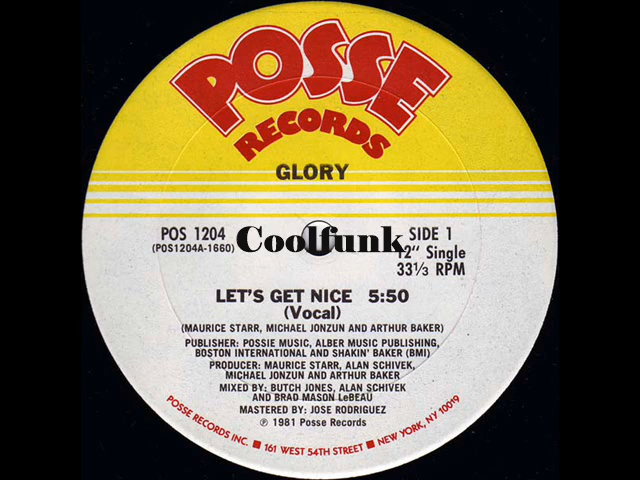 POSSE
RECORDS
GLORY
POS 1204
(POS1204A-1660)
Coolfunk
SIDE 1
12" Single
33⅓ RPM
LET'S GET NICE 5:50
(Vocal)
(MAURICE STARR, MICHAEL JONZUN AND ARTHUR BAKER)
PUBLISHER: POSSIE MUSIC, ALBER MUSIC PUBLISHING,
BOSTON INTERNATIONAL AND SHAKIN' BAKER (BMI)
PRODUCER: MAURICE STARR, ALAN SCHIVEK,
MICHAEL JONZUN AND ARTHUR BAKER
MIXED BY: BUTCH JONES, ALAN SCHIVEK
AND BRAD MASON LeBEAU
MASTERED BY: JOSE RODRIGUEZ
℗ 1981 Posse Records
POSSE RECORDS INC. ■ 161 WEST 54TH STREET ■ NEW YORK, NY 10019